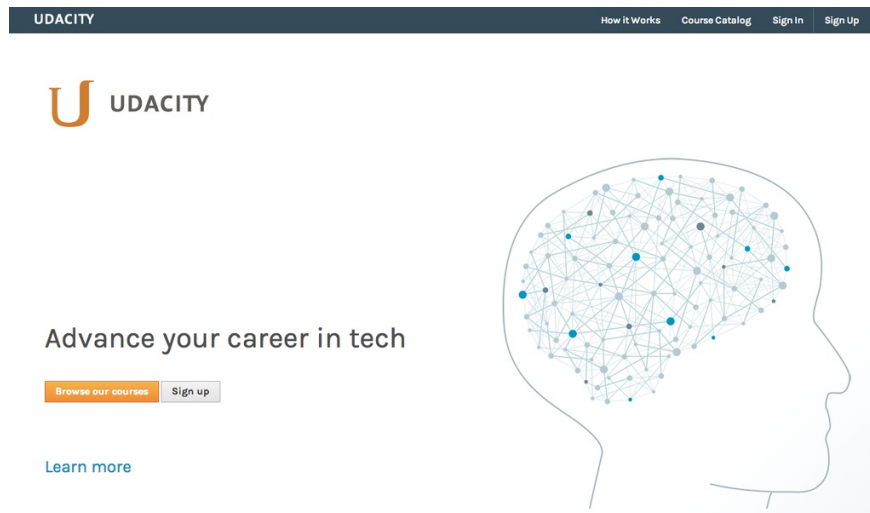 UDACITY How it Works Course Catalog Sign In Sign Up
UDACITY
Advance your career in tech
Browse our courses Sign up
Learn more